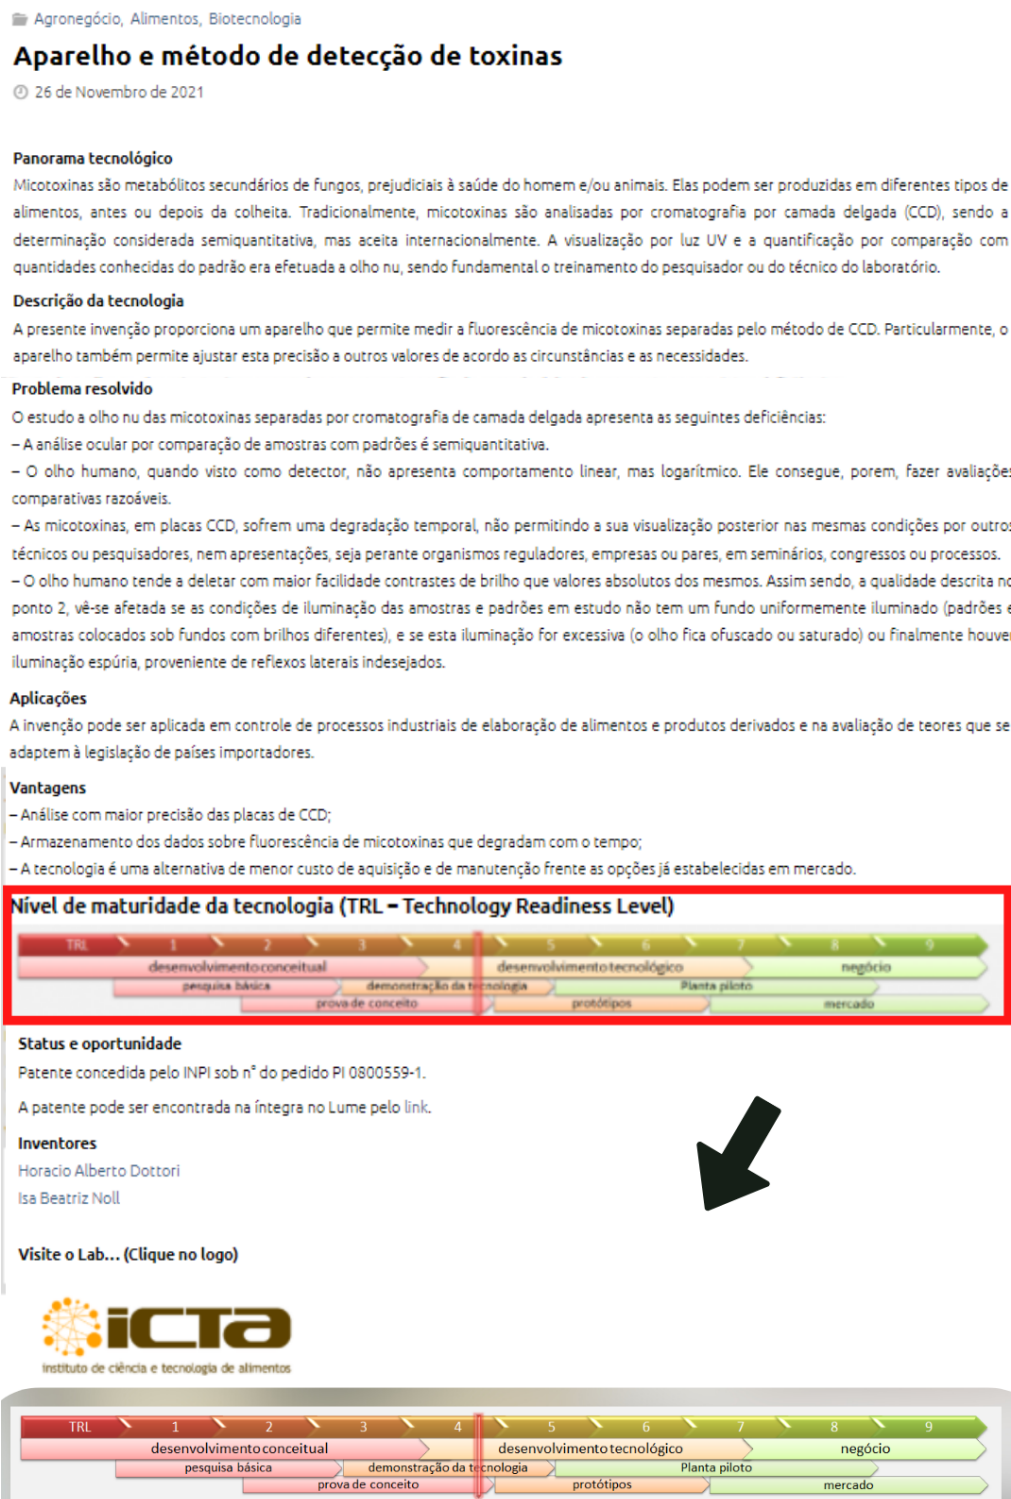 Agronegócio, Alimentos, Biotecnologia
Aparelho e método de detecção de toxinas
26 de Novembro de 2021
Panorama tecnológico
Micotoxinas são metabólitos secundários de fungos, prejudiciais à saúde do homem e/ou animais. Elas podem ser produzidas em diferentes tipos de
alimentos, antes ou depois da colheita. Tradicionalmente, micotoxinas são analisadas por cromatografia por camada delgada (CCD), sendo a
determinação considerada semiquantitativa, mas aceita internacionalmente. A visualização por luz UV e a quantificação por comparação com
quantidades conhecidas do padrão era efetuada a olho nu, sendo fundamental o treinamento do pesquisador ou do técnico do laboratório.
Descrição da tecnologia
A presente invenção proporciona um aparelho que permite medir a fluorescência de micotoxinas separadas pelo método de CCD. Particularmente, o
aparelho também permite ajustar esta precisão a outros valores de acordo as circunstâncias e as necessidades.
Problema resolvido
O estudo a olho nu das micotoxinas separadas por cromatografia de camada delgada apresenta as seguintes deficiências:
– A análise ocular por comparação de amostras com padrões é semiquantitativa.
– O olho humano, quando visto como detector, não apresenta comportamento linear, mas logarítmico. Ele consegue, porem, fazer avaliações
comparativas razoáveis.
– As micotoxinas, em placas CCD, sofrem uma degradação temporal, não permitindo a sua visualização posterior nas mesmas condições por outros
técnicos ou pesquisadores, nem apresentações, seja perante organismos reguladores, empresas ou pares, em seminários, congressos ou processos.
– O olho humano tende a deletar com maior facilidade contrastes de brilho que valores absolutos dos mesmos. Assim sendo, a qualidade descrita no
ponto 2, vê-se afetada se as condições de iluminação das amostras e padrões em estudo não tem um fundo uniformemente iluminado (padrões e
amostras colocados sob fundos com brilhos diferentes), e se esta iluminação for excessiva (o olho fica ofuscado ou saturado) ou finalmente houver
iluminação espúria, proveniente de reflexos laterais indesejados.
Aplicações
A invenção pode ser aplicada em controle de processos industriais de elaboração de alimentos e produtos derivados e na avaliação de teores que se
adaptem à legislação de países importadores.
Vantagens
– Análise com maior precisão das placas de CCD;
– Armazenamento dos dados sobre fluorescência de micotoxinas que degradam com o tempo;
– A tecnologia é uma alternativa de menor custo de aquisição e de manutenção frente as opções já estabelecidas em mercado.
Nível de maturidade da tecnologia (TRL – Technology Readiness Level)
TRL 1 2 3 4 5 6 7 8 9
desenvolvimento conceitual desenvolvimento tecnológico negócio
pesquisa básica demonstração da tecnologia Planta piloto
prova de conceito protótipos mercado
Status e oportunidade
Patente concedida pelo INPI sob n° do pedido PI 0800559-1.
A patente pode ser encontrada na íntegra no Lume pelo link.
Inventores
Horacio Alberto Dottori
Isa Beatriz Noll
Visite o Lab... (Clique no logo)
icta
instituto de ciência e tecnologia de alimentos
TRL 1 2 3 4 5 6 7 8 9
desenvolvimento conceitual desenvolvimento tecnológico negócio
pesquisa básica demonstração da tecnologia Planta piloto
prova de conceito protótipos mercado